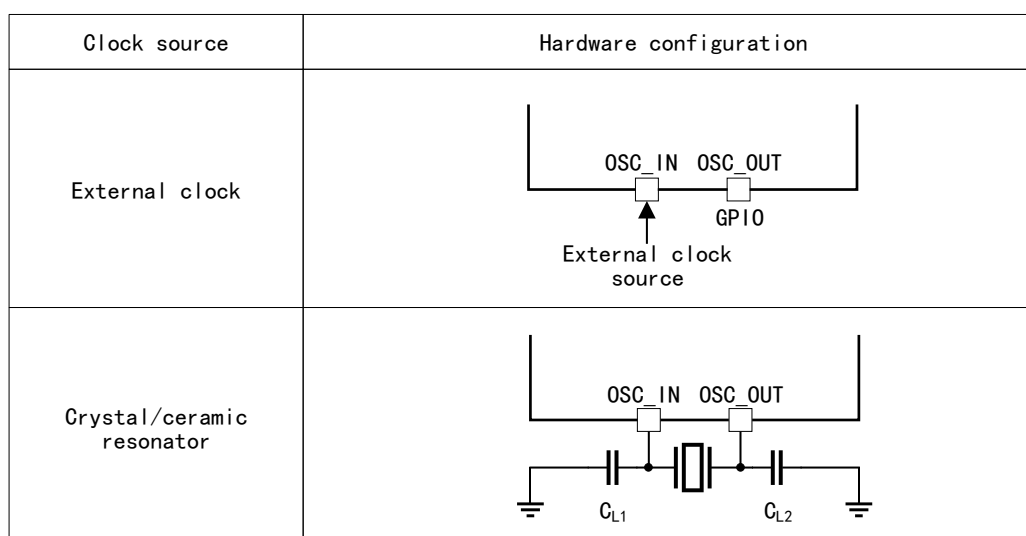 Clock source
Hardware configuration
External clock
OSC_IN OSC_OUT
GPIO
External clock
source
Crystal/ceramic
resonator
OSC_IN OSC_OUT
CL1
CL2